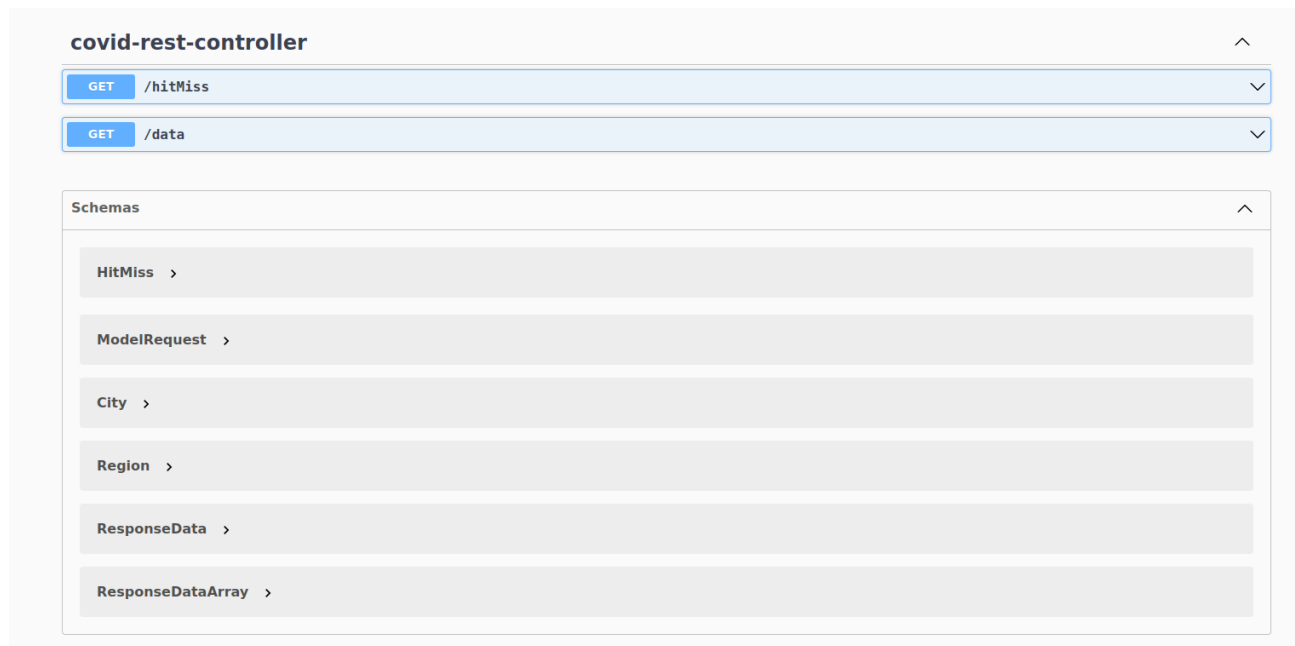 covid-rest-controller
GET /hitMiss
GET /data
Schemas
HitMiss
ModelRequest
City
Region
ResponseData
ResponseDataArray